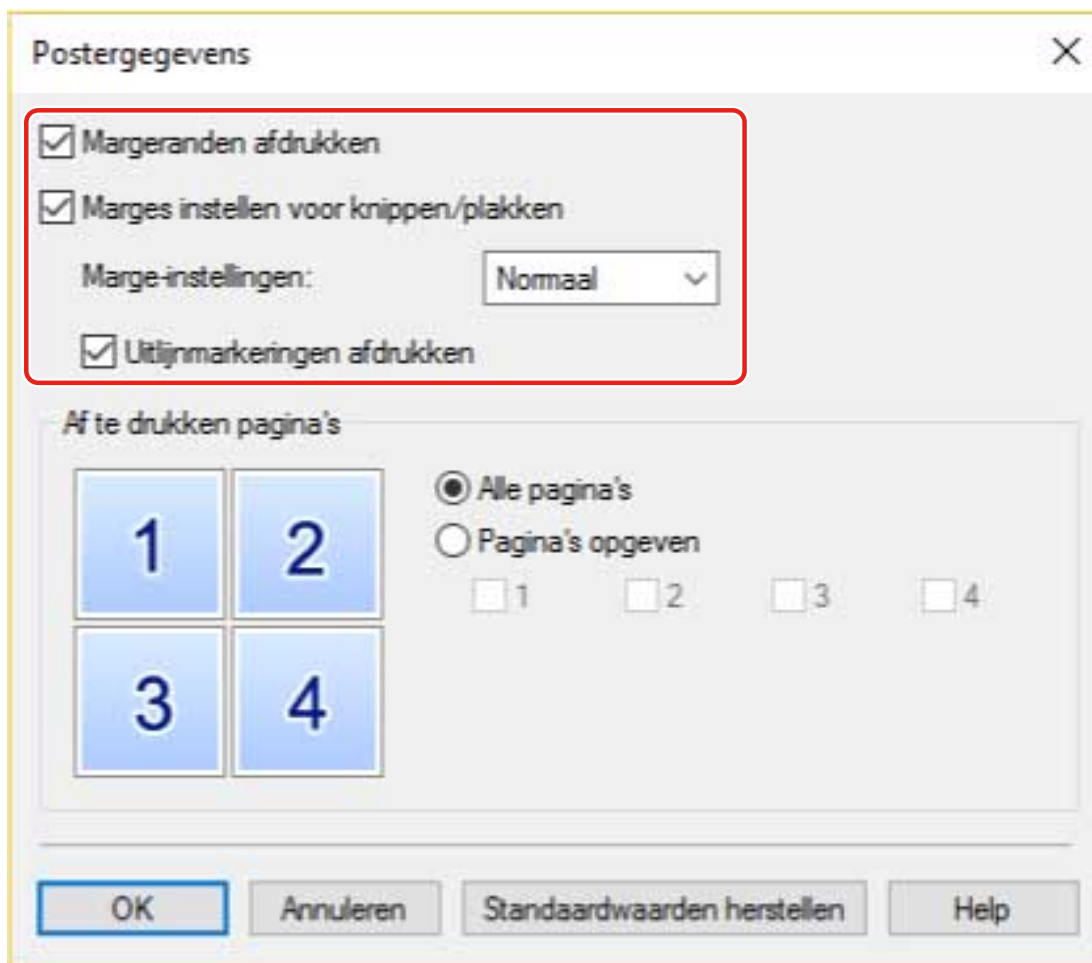 Postergegevens
Margeranden afdrukken
Marges instellen voor knippen/plakken
Marge-instellingen: Normaal
Uitlijnmarkeringen afdrukken
Af te drukken pagina's
1 2
3 4
Alle pagina's
Pagina's opgeven
1 2 3 4
OK Annuleren Standaardwaarden herstellen Help